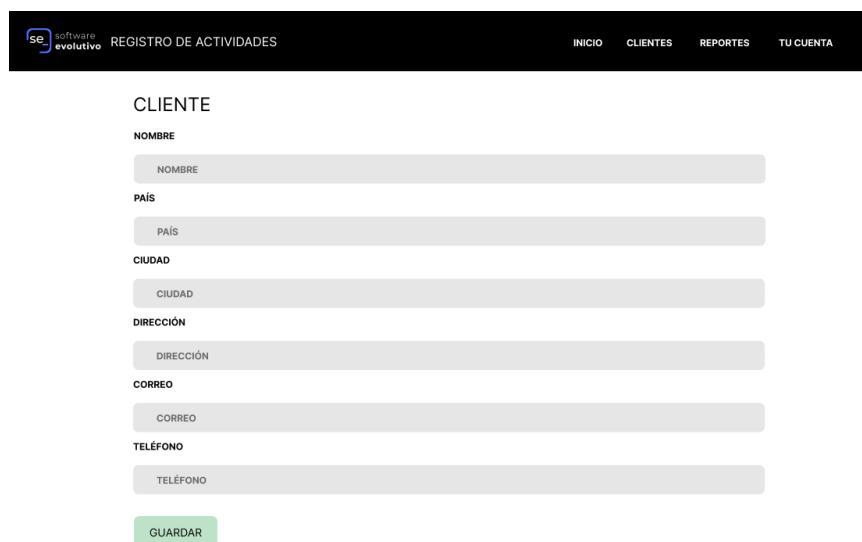 se_ software evolutivo REGISTRO DE ACTIVIDADES INICIO CLIENTES REPORTES TU CUENTA
CLIENTE
NOMBRE
NOMBRE
PAÍS
PAÍS
CIUDAD
CIUDAD
DIRECCIÓN
DIRECCIÓN
CORREO
CORREO
TELÉFONO
TELÉFONO
GUARDAR